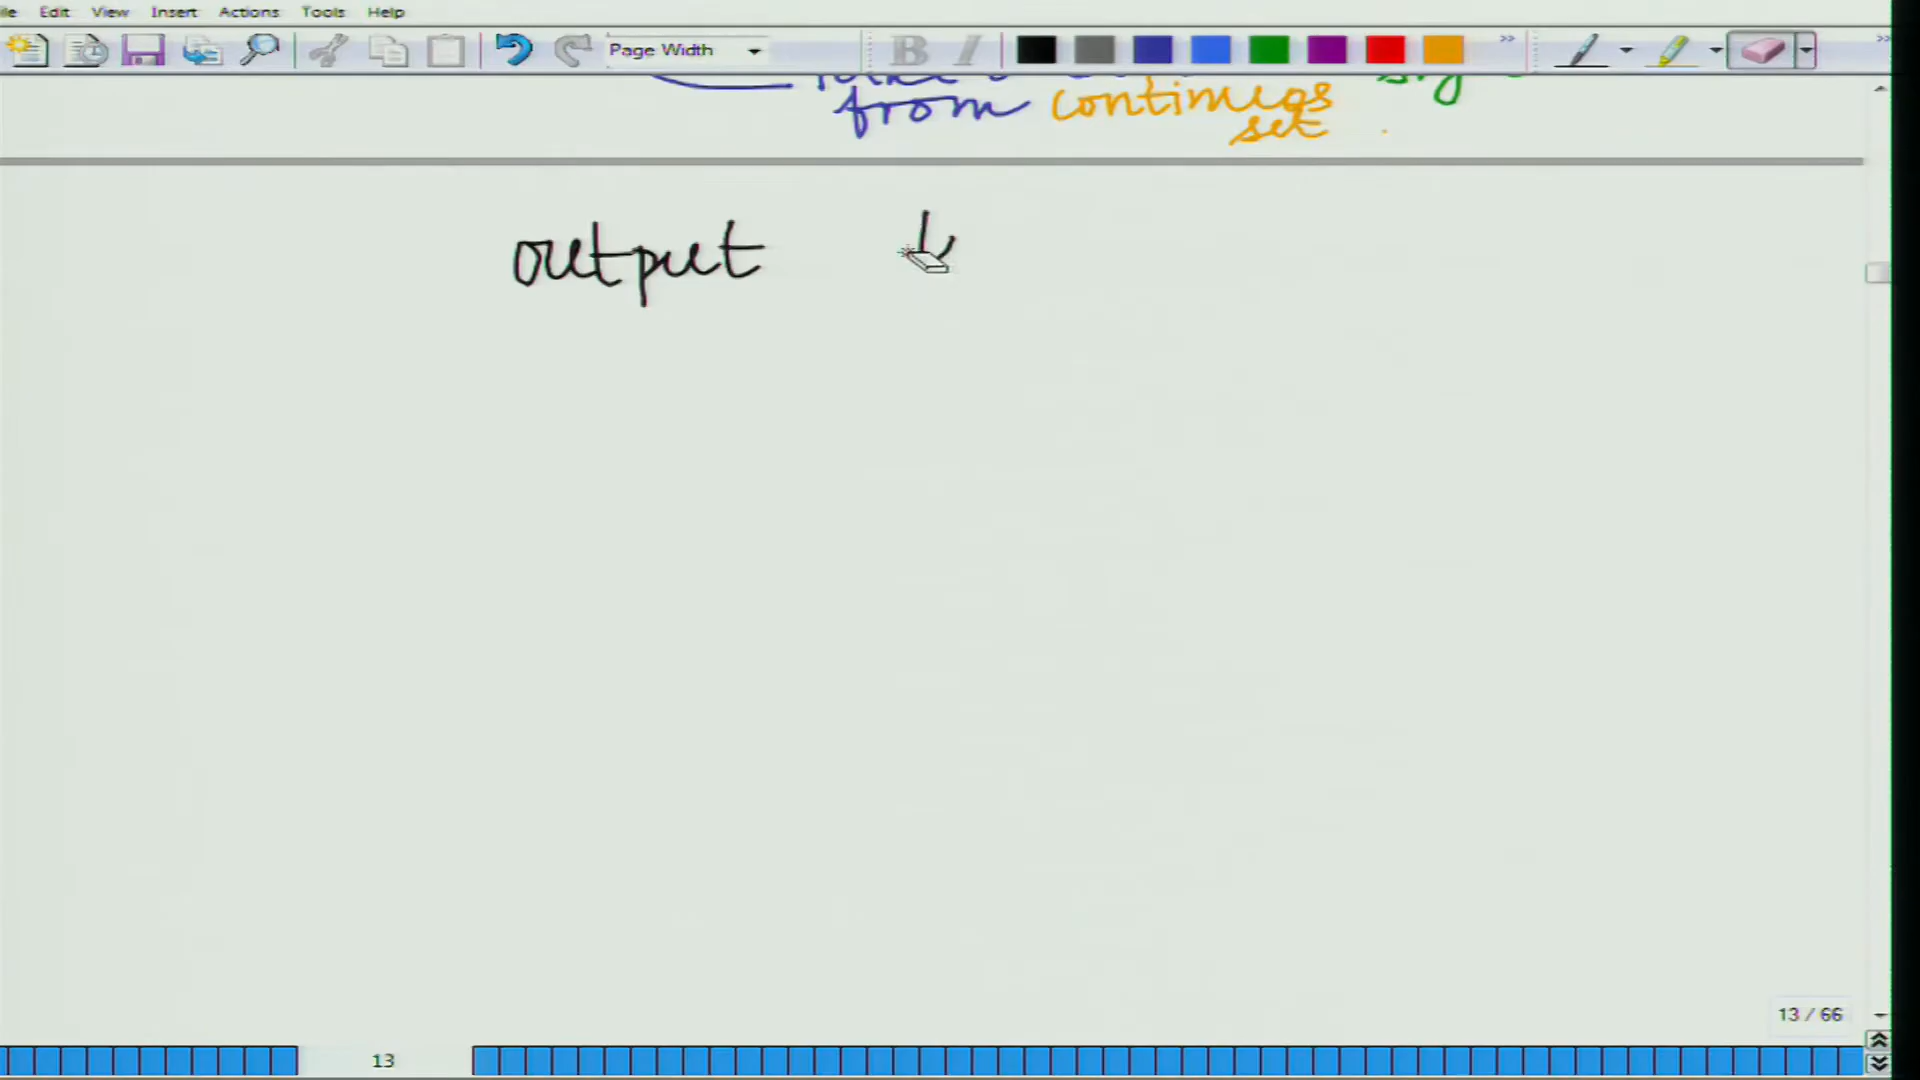 File Edit View Insert Actions Tools Help
Page Width B I
from continuous
set .
output
13 / 66
13